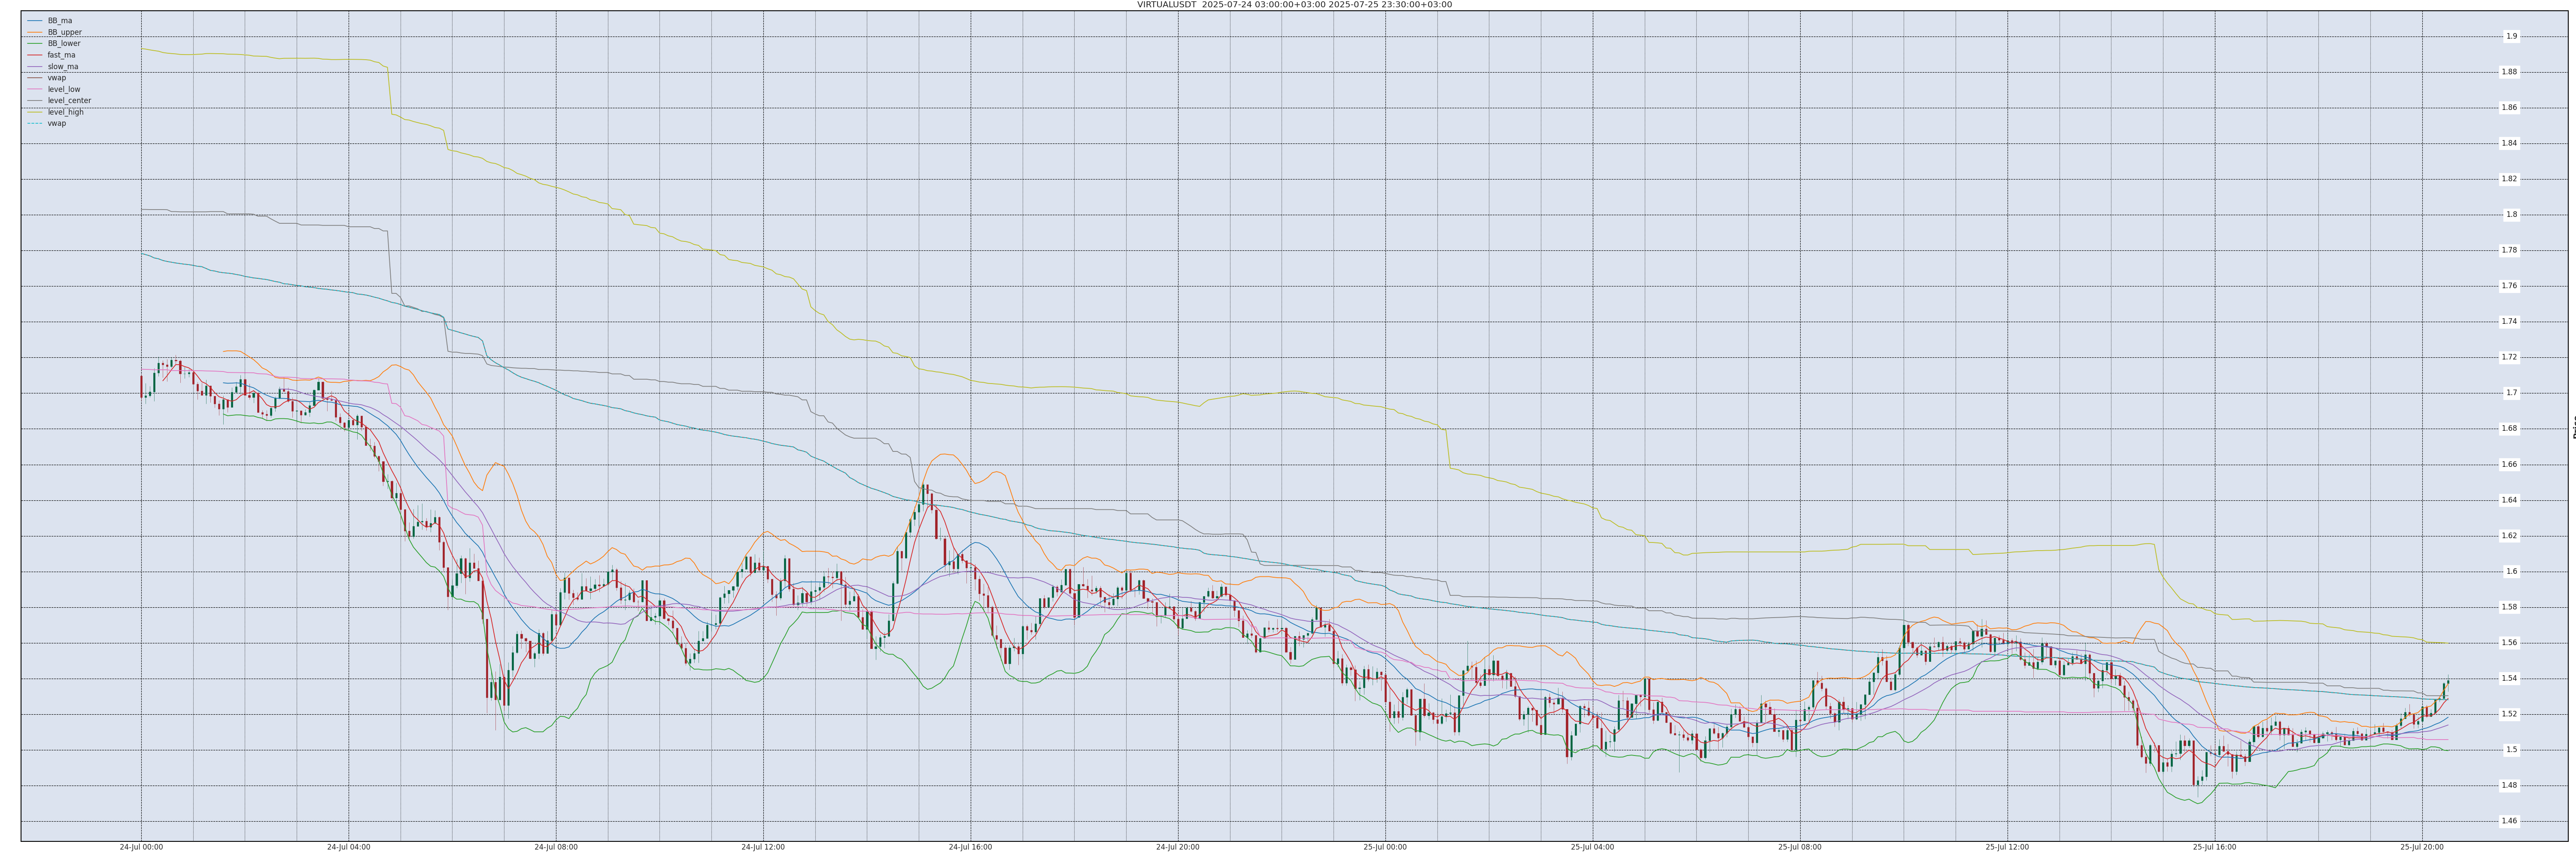 VIRTUALUSDT  2025-07-24 03:00:00+03:00 2025-07-25 23:30:00+03:00
BB_ma
BB_upper
BB_lower
fast_ma
slow_ma
vwap
level_low
level_center
level_high
vwap
1.9
1.88
1.86
1.84
1.82
1.8
1.78
1.76
1.74
1.72
1.7
1.68
1.66
1.64
1.62
1.6
1.58
1.56
1.54
1.52
1.5
1.48
1.46
24-Jul 00:00
24-Jul 04:00
24-Jul 08:00
24-Jul 12:00
24-Jul 16:00
24-Jul 20:00
25-Jul 00:00
25-Jul 04:00
25-Jul 08:00
25-Jul 12:00
25-Jul 16:00
25-Jul 20:00